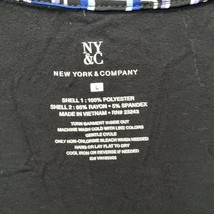 NY
&C
NEW YORK & COMPANY
L
SHELL 1 : 100% POLYESTER
SHELL 2 : 95% RAYON • 5% SPANDEX
MADE IN VIETNAM • RN# 23243
TURN GARMENT INSIDE OUT
MACHINE WASH COLD WITH LIKE COLORS
GENTLE CYCLE
ONLY NON-CHLORINE BLEACH WHEN NEEDED
HANG OR LAY FLAT TO DRY
COOL IRON ON REVERSE IF NEEDED